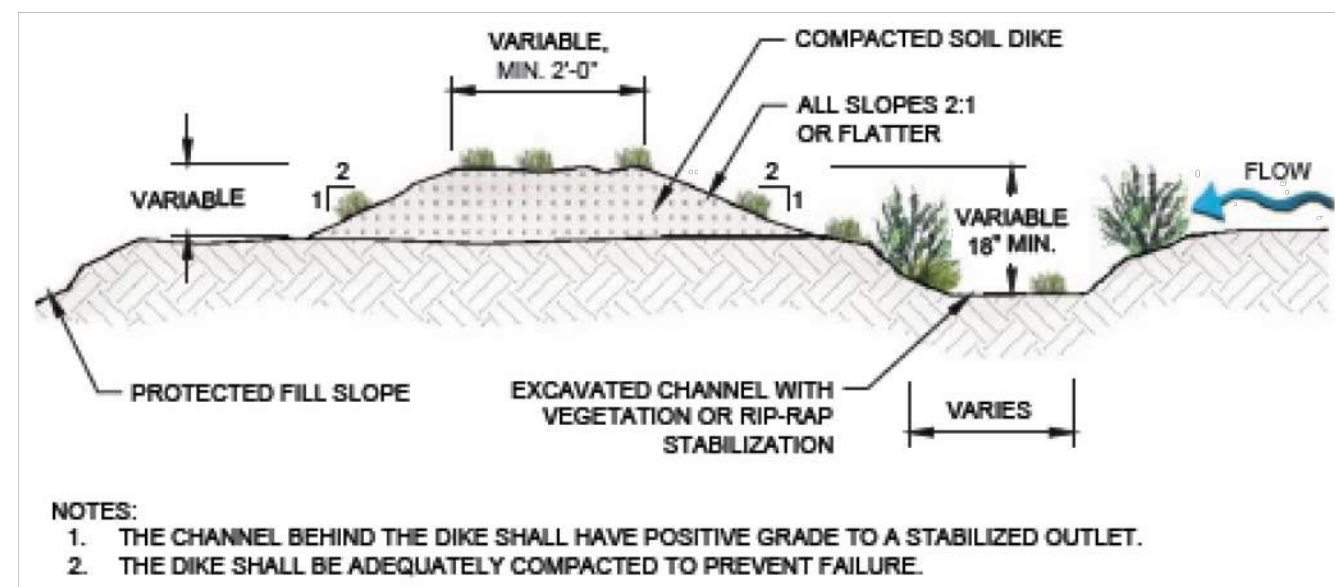 VARIABLE,
MIN. 2'-0"
COMPACTED SOIL DIKE
ALL SLOPES 2:1
OR FLATTER
VARIABLE
2
1
2
1
VARIABLE
18" MIN.
FLOW
PROTECTED FILL SLOPE
EXCAVATED CHANNEL WITH
VEGETATION OR RIP-RAP
STABILIZATION
VARIES
NOTES:
1. THE CHANNEL BEHIND THE DIKE SHALL HAVE POSITIVE GRADE TO A STABILIZED OUTLET.
2. THE DIKE SHALL BE ADEQUATELY COMPACTED TO PREVENT FAILURE.